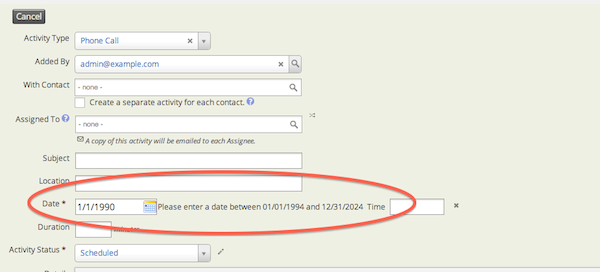 Cancel
Activity Type Phone Call
Added By admin@example.com
With Contact - none -
Create a separate activity for each contact.
Assigned To - none -
A copy of this activity will be emailed to each Assignee.
Subject
Location
Date * 1/1/1990 Please enter a date between 01/01/1994 and 12/31/2024 Time
Duration minutes
Activity Status * Scheduled
Details